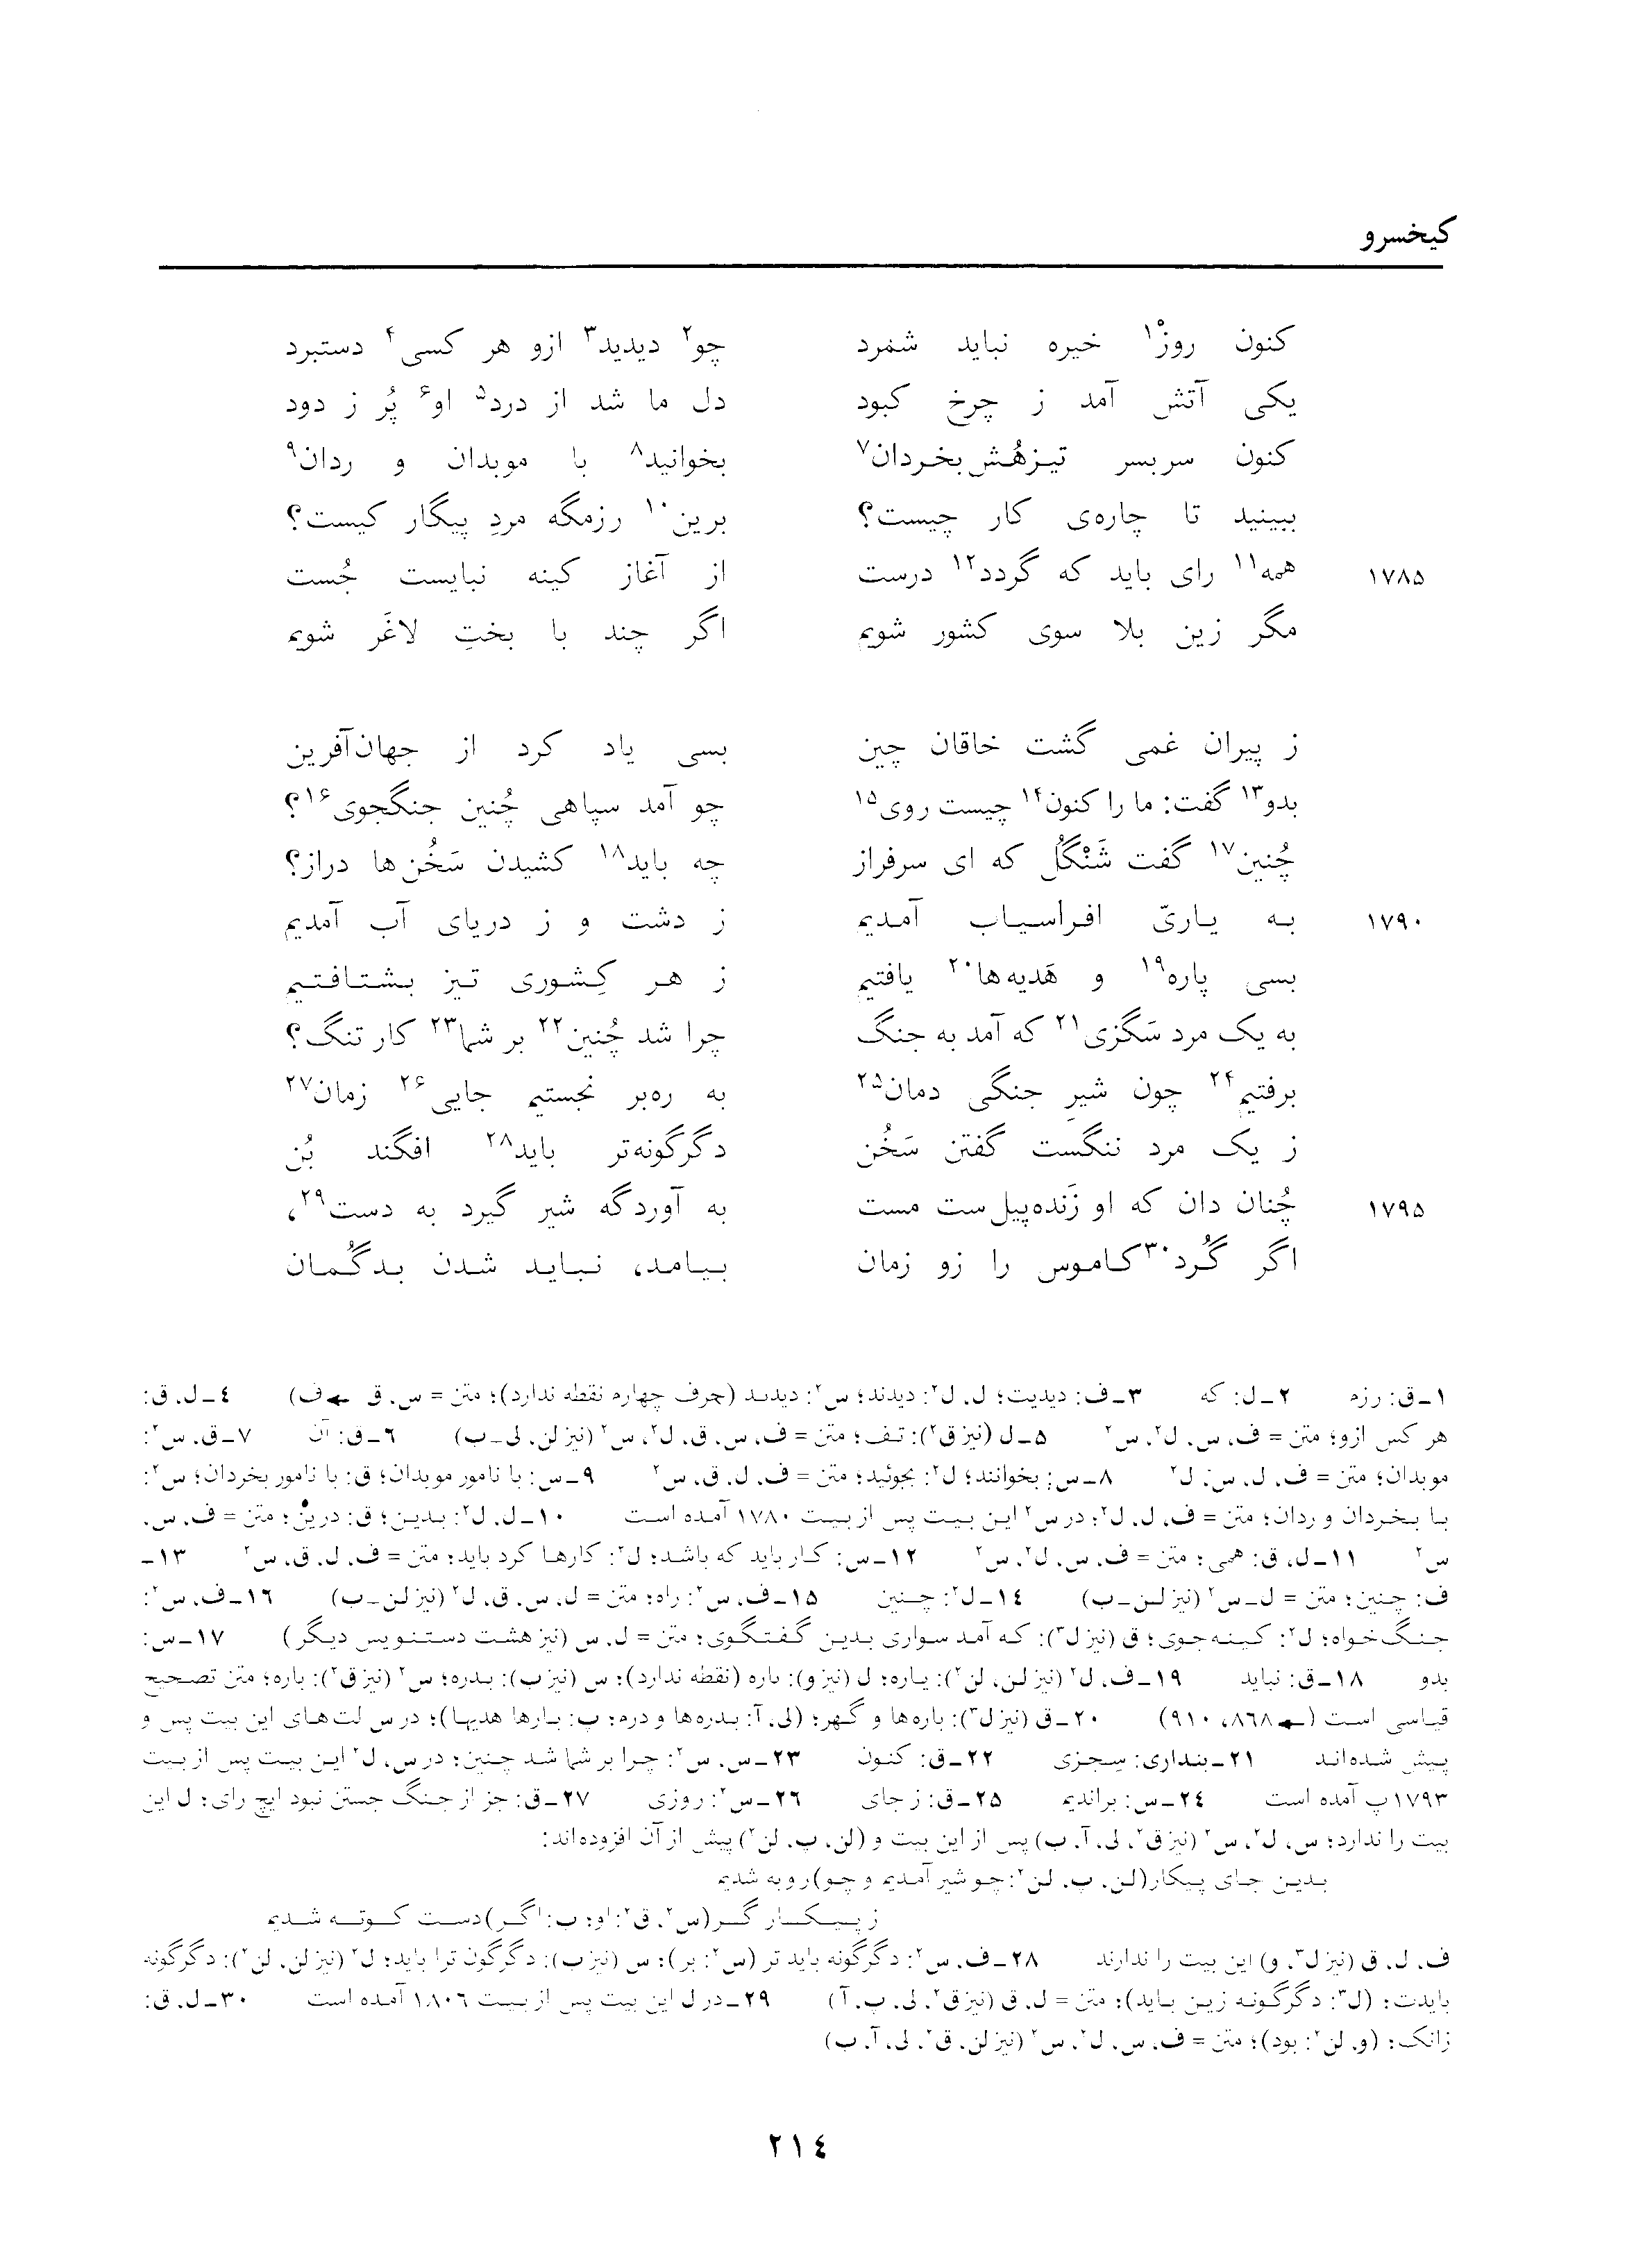 کیخسرو
کنون روزْ¹ خیره نباید شمَرد چو² دیدید³ ازو هر کسی⁴ دستبرد
یکی آتش آمد ز چرخ کبود دل ما شد از درد⁵ او⁶ پُر ز دود
کنون سربسر تیزهُش‌بخردان⁷ بخوانید⁸ با موبدان و ردان⁹
ببینید تا چاره‌ی کار چیست؟ برین¹⁰ رزمگه مردِ پیگار کیست؟
۱۷۸۵ همه¹¹ رای باید که گردد¹² درست از آغاز کینه نبایست جُست
مگر زین بلا سوی کشور شویم اگر چند با بختِ لاغَر شویم
ز پیران غمی گشت خاقان چین بسی یاد کرد از جهان‌آفرین
بدو¹³ گفت: ما را کنون¹⁴ چیست روی¹⁵ چو آمد سپاهی چُنین جنگجوی¹⁶؟
چُنین¹⁷ گفت شَنْگُل که ای سرفراز چه باید¹⁸ کشیدن سَخُن‌ها دراز؟
۱۷۹۰ به یاریّ افراسیاب آمدیم ز دشت و ز دریای آب آمدیم
بسی پاره¹⁹ و هَدیه‌ها²⁰ یافتیم ز هر کِشوری تیز بشتافتیم
به یک مرد سَگزی²¹ که آمد به جنگ چرا شد چُنین²² بر شما²³ کار تنگ؟
برفتیم²⁴ چون شیرِ جنگی دمان²⁵ به ره‌بر نجستیم جایی²⁶ زمان²⁷
ز یک مرد ننگست گفتن سَخُن دگرگونه‌تر باید²⁸ افگند بُن
۱۷۹۵ چُنان دان که او زَنده‌پیل‌ست مست به آوردگه شیر گیرد به دست²⁹،
اگر گُرد³⁰ کاموس را زو زمان بیامد، نباید شدن بدگُمان
۱ـ ق: رزم ۲ـ ل: که ۳ـ ف: دیدیت؛ ل، ل²: دیدند؛ س²: دیدید (حرف چهارم نقطه ندارد)؛ متن = س، ق (← ف) ۴ـ ل، ق:
هر کس ازو؛ متن = ف، س، ل²، س² ۵ـ ل (نیز ق²): تف؛ متن = ف، س، ق، ل²، س² (نیز لن، لی ـ ب) ۶ـ ق: آن ۷ـ ق، س²:
موبدان؛ متن = ف، ل، س، ل² ۸ـ س: بخوانند؛ ل²: بجوئید؛ متن = ف، ل، ق، س² ۹ـ س: با نامور موبدان؛ ق: با نامور بخردان؛ س²:
با بخردان و ردان؛ متن = ف، ل، ل²؛ در س² این بیت پس از بیت ۱۷۸۰ آمده است ۱۰ـ ل، ل²: بدین؛ ق: درین؛ متن = ف، س،
س² ۱۱ـ ل، ق: همی؛ متن = ف، س، ل²، س² ۱۲ـ س: کار باید که باشد؛ ل²: کارها کرد باید؛ متن = ف، ل، ق، س² ۱۳ـ
ف: چنین؛ متن = ل ـ س² (نیز لن ـ ب) ۱۴ـ ل²: چنین ۱۵ـ ف، س²: راه؛ متن = ل، س، ق، ل² (نیز لن ـ ب) ۱۶ـ ف، س²:
جنگ‌خواه؛ ل²: کینه‌جوی؛ ق (نیز ل³): که آمد سواری بدین گفتگوی؛ متن = ل، س (نیز هشت دستنویس دیگر) ۱۷ـ س:
بدو ۱۸ـ ق: نباید ۱۹ـ ف، ل² (نیز لن، لن²): یاره؛ ل (نیز و): باره (نقطه ندارد)؛ س (نیز ب): بدره؛ س² (نیز ق²): باره؛ متن تصحیح
قیاسی است (← ۸۶۸، ۹۱۰) ۲۰ـ ق (نیز ل³): باره‌ها و گهر؛ (لی، آ: بدره‌ها و درم؛ پ: بارها هدیها)؛ در س لت‌های این بیت پس و
پیش شده‌اند ۲۱ـ بنداری: سِجزی ۲۲ـ ق: کنون ۲۳ـ س، س²: چرا بر شما شد چنین؛ در س، ل² این بیت پس از بیت
۱۷۹۳پ آمده است ۲۴ـ س: براندیم ۲۵ـ ق: ز جای ۲۶ـ س²: روزی ۲۷ـ ق: جز از جنگ جستن نبود ایچ رای؛ ل این
بیت را ندارد؛ س، ل²، س² (نیز ق²، لی، آ، ب) پس از این بیت و (لن، پ، لن²) پیش از آن افزوده‌اند:
بدین جای پیکار (لن، پ، لن²: چو شیر آمدیم و چو) روبه شدیم
ز پیکار گر (س²، ق²: او؛ ب: اگر) دست کوته شدیم
ف، ل، ق (نیز ل³، و) این بیت را ندارند ۲۸ـ ف، س²: دگرگونه باید تر (س²: بر)؛ س (نیز ب): دگرگون ترا باید؛ ل² (نیز لن، لن²): دگرگونه
بایدت؛ (ل³: دگرگونه زین باید)؛ متن = ل، ق (نیز ق²، لی، پ، آ) ۲۹ـ در ل این بیت پس از بیت ۱۸۰۶ آمده است ۳۰ـ ل، ق:
زانک؛ (و، لن²: بود)؛ متن = ف، س، ل²، س² (نیز لن، ق²، لی، آ، ب)
۲۱۴